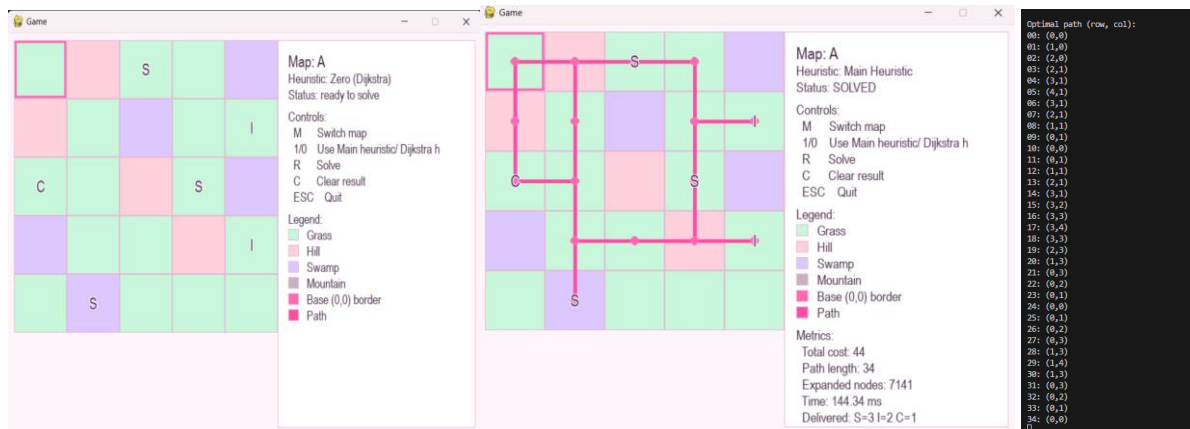 Game
S
I
C S
I
S
Map: A
Heuristic: Zero (Dijkstra)
Status: ready to solve
Controls:
M Switch map
1/0 Use Main heuristic/ Dijkstra h
R Solve
C Clear result
ESC Quit
Legend:
Grass
Hill
Swamp
Mountain
Base (0,0) border
Path
Game
S
I
C S
I
S
Map: A
Heuristic: Main Heuristic
Status: SOLVED
Controls:
M Switch map
1/0 Use Main heuristic/ Dijkstra h
R Solve
C Clear result
ESC Quit
Legend:
Grass
Hill
Swamp
Mountain
Base (0,0) border
Path
Metrics:
Total cost: 44
Path length: 34
Expanded nodes: 7141
Time: 144.34 ms
Delivered: S=3 I=2 C=1
Optimal path (row, col):
00: (0,0)
01: (1,0)
02: (2,0)
03: (2,1)
04: (3,1)
05: (4,1)
06: (3,1)
07: (2,1)
08: (1,1)
09: (0,1)
10: (0,0)
11: (0,1)
12: (1,1)
13: (2,1)
14: (3,1)
15: (3,2)
16: (3,3)
17: (3,4)
18: (3,3)
19: (2,3)
20: (1,3)
21: (0,3)
22: (0,2)
23: (0,1)
24: (0,0)
25: (0,1)
26: (0,2)
27: (0,3)
28: (1,3)
29: (1,4)
30: (1,3)
31: (0,3)
32: (0,2)
33: (0,1)
34: (0,0)